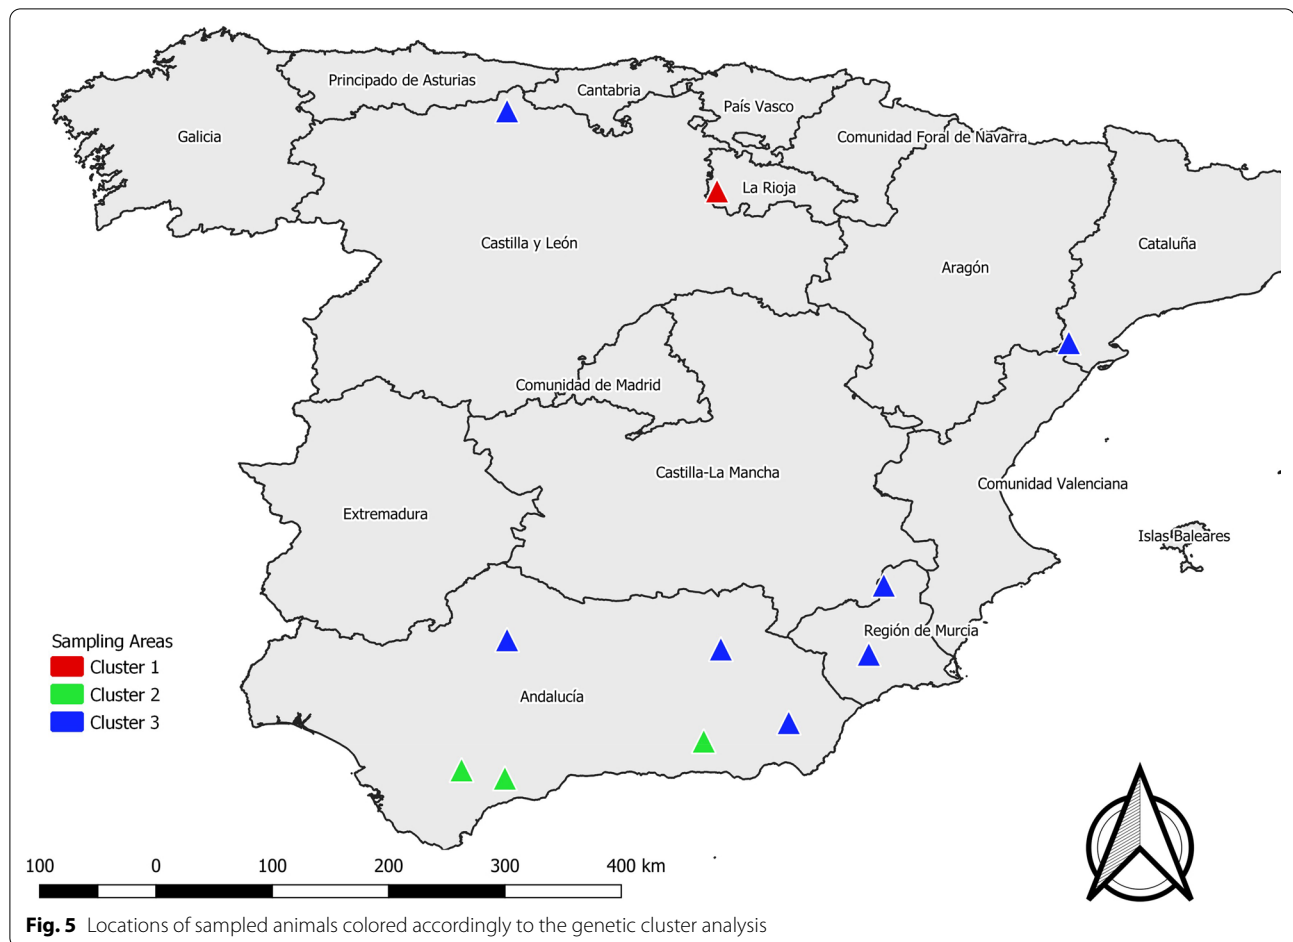 Principado de Asturias
Cantabria
País Vasco
Galicia
Comunidad Foral de Navarra
La Rioja
Castilla y León
Cataluña
Aragón
Comunidad de Madrid
Castilla-La Mancha
Comunidad Valenciana
Extremadura
Islas Baleares
Región de Murcia
Andalucía
Sampling Areas
Cluster 1
Cluster 2
Cluster 3
100 0 100 200 300 400 km
Fig. 5 Locations of sampled animals colored accordingly to the genetic cluster analysis